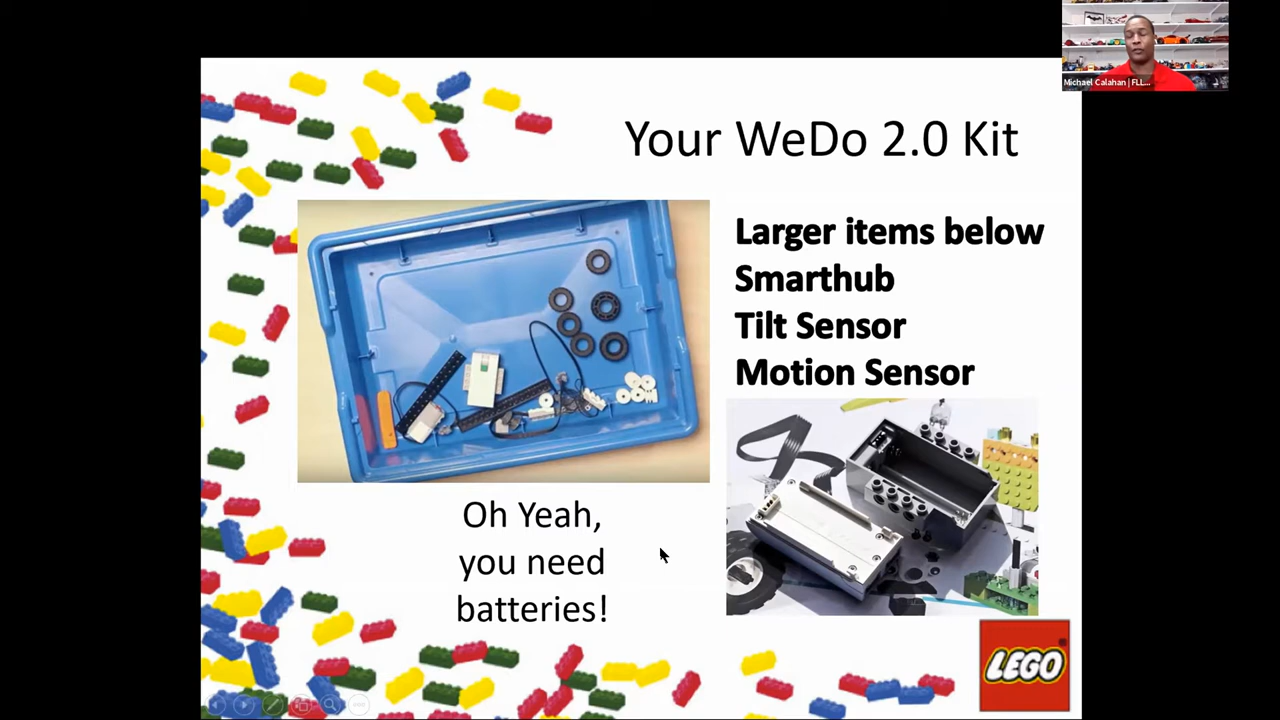 Michael Calahan | FLL...
Your WeDo 2.0 Kit
Larger items below
Smarthub
Tilt Sensor
Motion Sensor
Oh Yeah,
you need
batteries!
LEGO